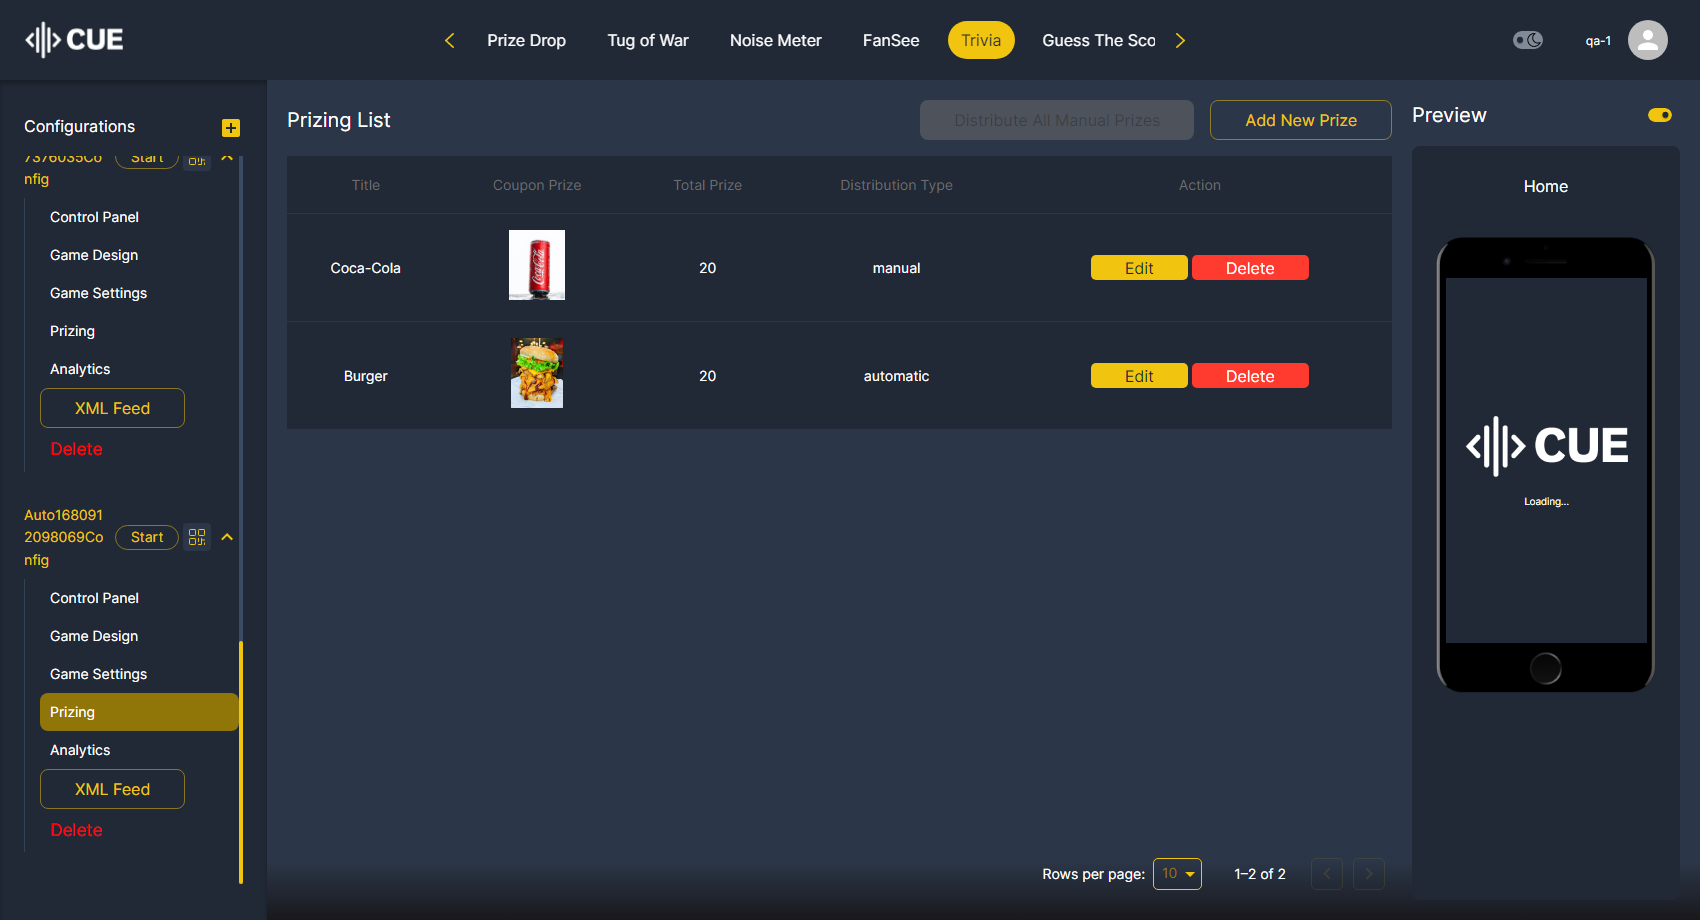 CUE
Prize Drop
Tug of War
Noise Meter
FanSee
Trivia
Guess The Sco
qa-1
Configurations
7376035Co
nfig
Start
Control Panel
Game Design
Game Settings
Prizing
Analytics
XML Feed
Delete
Auto168091
2098069Co
nfig
Start
Control Panel
Game Design
Game Settings
Prizing
Analytics
XML Feed
Delete
Prizing List
Distribute All Manual Prizes
Add New Prize
Title
Coupon Prize
Total Prize
Distribution Type
Action
Coca-Cola
Coca-Cola
20
manual
Edit
Delete
Burger
20
automatic
Edit
Delete
Rows per page:
10
1–2 of 2
Preview
Home
CUE
Loading...